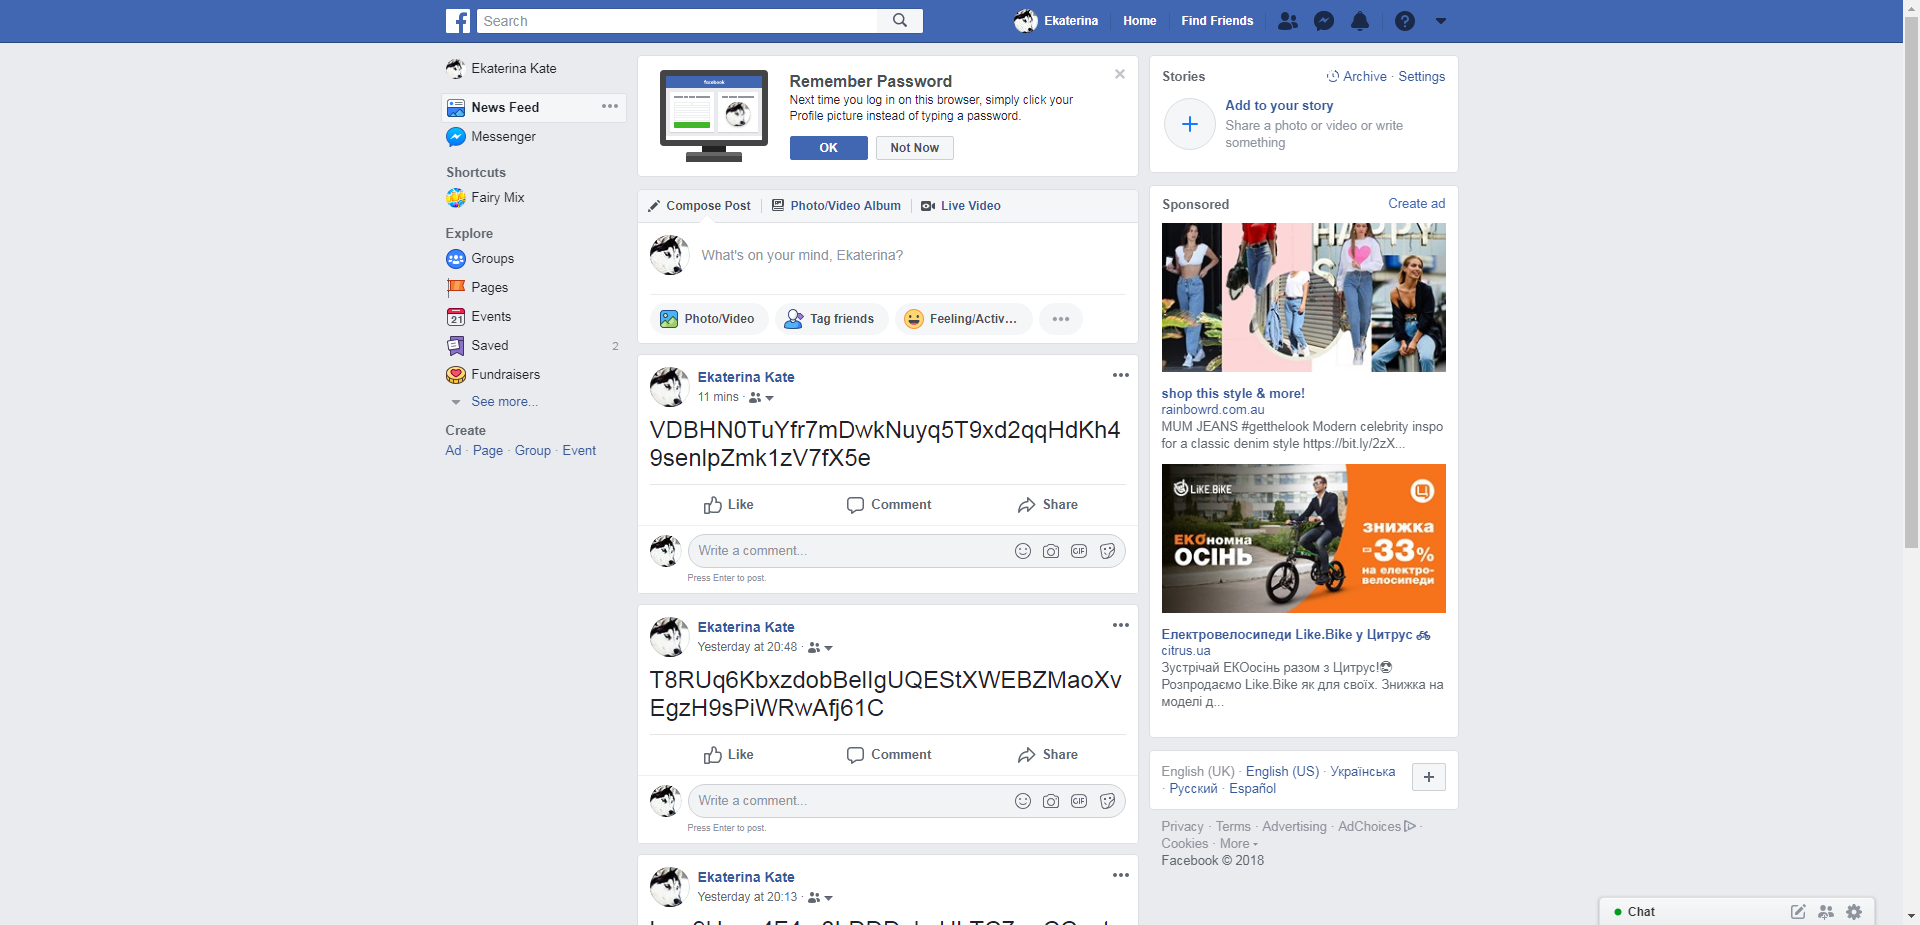 Search
Ekaterina
Home
Find Friends
Ekaterina Kate
News Feed
Messenger
Shortcuts
Fairy Mix
Explore
Groups
Pages
21
Events
Saved
2
Fundraisers
See more...
Create
Ad · Page · Group · Event
facebook
Remember Password
Next time you log in on this browser, simply click your
Profile picture instead of typing a password.
OK
Not Now
Compose Post
Photo/Video Album
Live Video
What's on your mind, Ekaterina?
Photo/Video
Tag friends
Feeling/Activ...
Ekaterina Kate
11 mins ·
VDBHN0TuYfr7mDwkNuyq5T9xd2qqHdKh4
9senlpZmk1zV7fX5e
Like
Comment
Share
Write a comment...
GIF
Press Enter to post.
Ekaterina Kate
Yesterday at 20:48 ·
T8RUq6KbxzdobBelIgUQEStXWEBZMaoXv
EgzH9sPiWRwAfj61C
Like
Comment
Share
Write a comment...
GIF
Press Enter to post.
Ekaterina Kate
Yesterday at 20:13 ·
Stories
Archive · Settings
Add to your story
Share a photo or video or write
something
Sponsored
Create ad
HAPPY
shop this style & more!
rainbowrd.com.au
MUM JEANS #getthelook Modern celebrity inspo
for a classic denim style https://bit.ly/2zX...
LIKE.BIKE
ЕКОномна
ОСІНЬ
ЗНИЖКА
-33%
на електро-
велосипеди
Електровелосипеди Like.Bike у Цитрус
citrus.ua
Зустрічай ЕКОосінь разом з Цитрус!
Розпродаємо Like.Bike як для своїх. Знижка на
моделі д...
English (UK) · English (US) · Українська
· Русский · Español
Privacy · Terms · Advertising · AdChoices ·
Cookies · More
Facebook © 2018
Chat